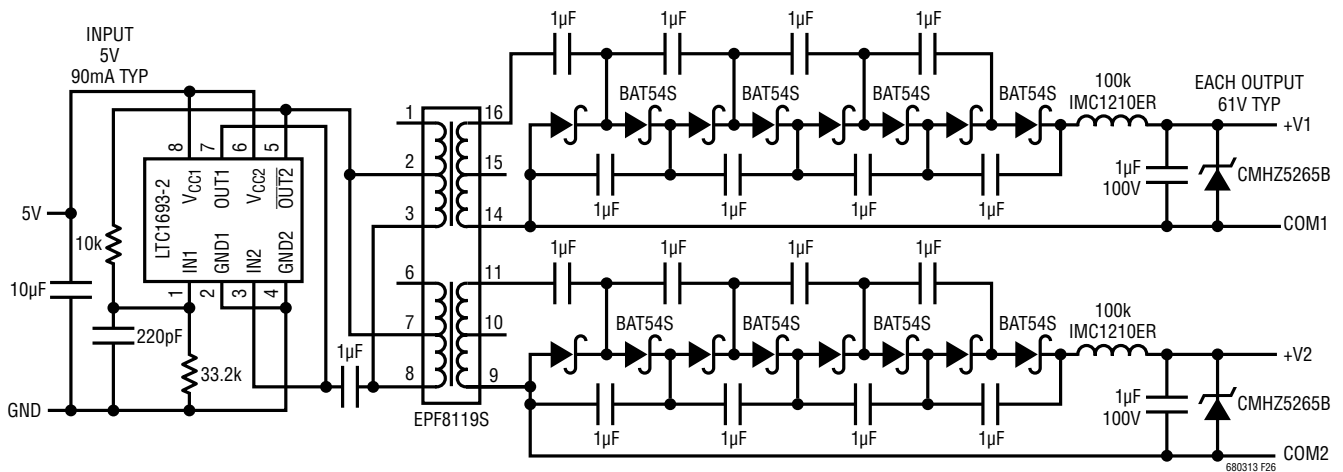 INPUT
5V
90mA TYP
1µF
1µF
1µF
BAT54S
BAT54S
BAT54S
BAT54S
100k
IMC1210ER
EACH OUTPUT
61V TYP
+V1
1
2
3
16
15
14
8
7
6
5
VCC1
OUT1
VCC2
OUT2
LTC1693-2
IN1
GND1
IN2
GND2
1
2
3
4
5V
10k
10µF
220pF
33.2k
GND
1µF
1µF
1µF
1µF
1µF
1µF
100V
CMHZ5265B
COM1
6
7
8
11
10
9
EPF8119S
1µF
1µF
1µF
BAT54S
BAT54S
BAT54S
BAT54S
100k
IMC1210ER
+V2
1µF
1µF
1µF
1µF
1µF
100V
CMHZ5265B
COM2
680313 F26